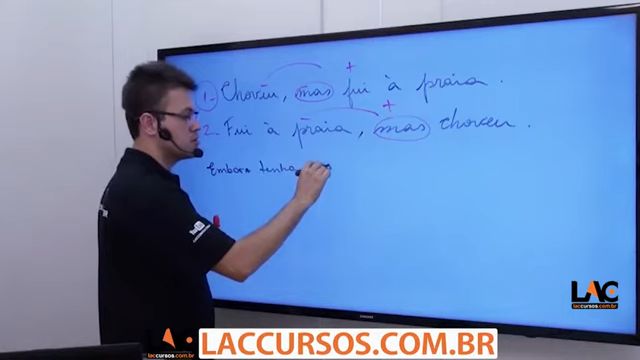 1- Choveu, mas fui à praia.
2. Fui à praia, mas choveu.
Embora tenha
LAC
laccursos.com.br
LACCURSOS.COM.BR